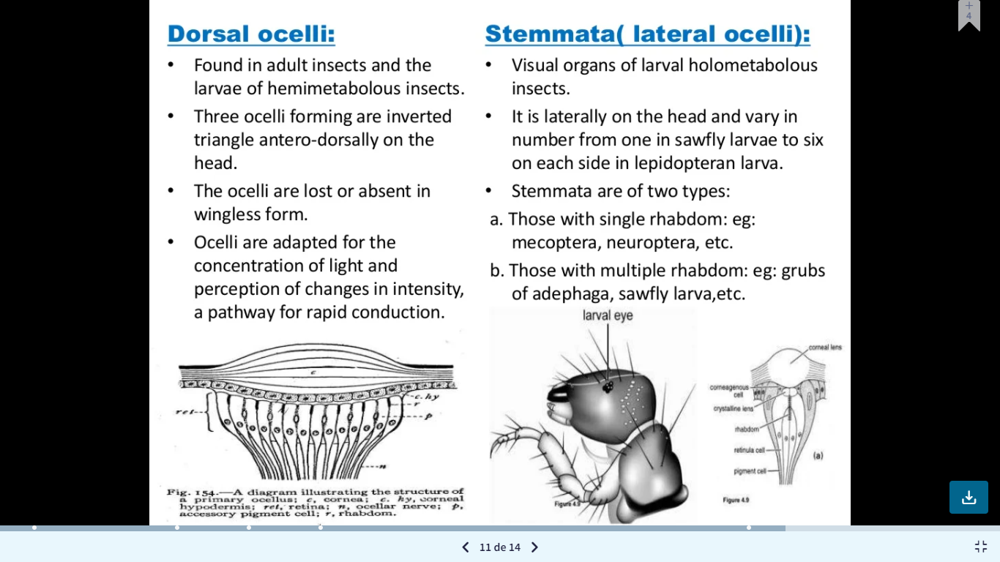 Dorsal ocelli:
• Found in adult insects and the
larvae of hemimetabolous insects.
• Three ocelli forming are inverted
triangle antero-dorsally on the
head.
• The ocelli are lost or absent in
wingless form.
• Ocelli are adapted for the
concentration of light and
perception of changes in intensity,
a pathway for rapid conduction.
c
c. hy
r
p
ret
n
Fig. 154.—A diagram illustrating the structure of
a primary ocellus; c, cornea; c. hy, corneal
hypodermis; ret, retina; n, ocellar nerve; p,
accessory pigment cell; r, rhabdom.
Stemmata( lateral ocelli):
• Visual organs of larval holometabolous
insects.
• It is laterally on the head and vary in
number from one in sawfly larvae to six
on each side in lepidopteran larva.
• Stemmata are of two types:
a. Those with single rhabdom: eg:
mecoptera, neuroptera, etc.
b. Those with multiple rhabdom: eg: grubs
of adephaga, sawfly larva,etc.
larval eye
Figure 4.9
corneal lens
corneagenous
cell
crystalline lens
rhabdom
retinula cell
pigment cell
(a)
Figure 4.9
+
4
11 de 14